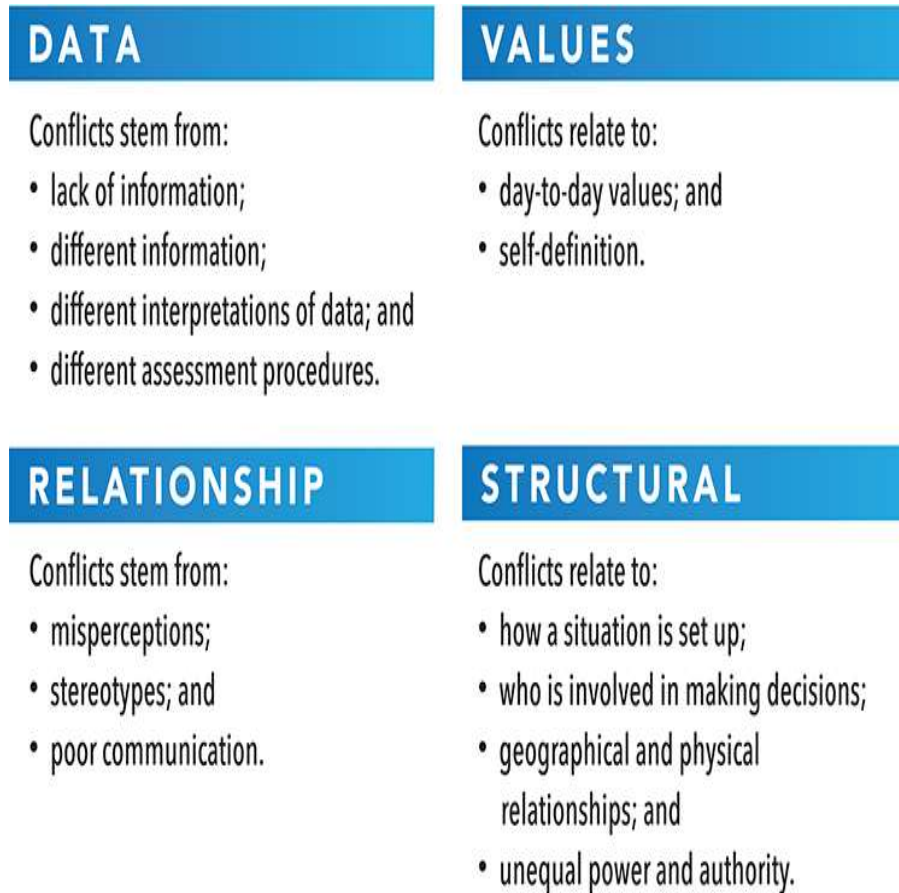 DATA
Conflicts stem from:
• lack of information;
• different information;
• different interpretations of data; and
• different assessment procedures.
VALUES
Conflicts relate to:
• day-to-day values; and
• self-definition.
RELATIONSHIP
Conflicts stem from:
• misperceptions;
• stereotypes; and
• poor communication.
STRUCTURAL
Conflicts relate to:
• how a situation is set up;
• who is involved in making decisions;
• geographical and physical
relationships; and
• unequal power and authority.